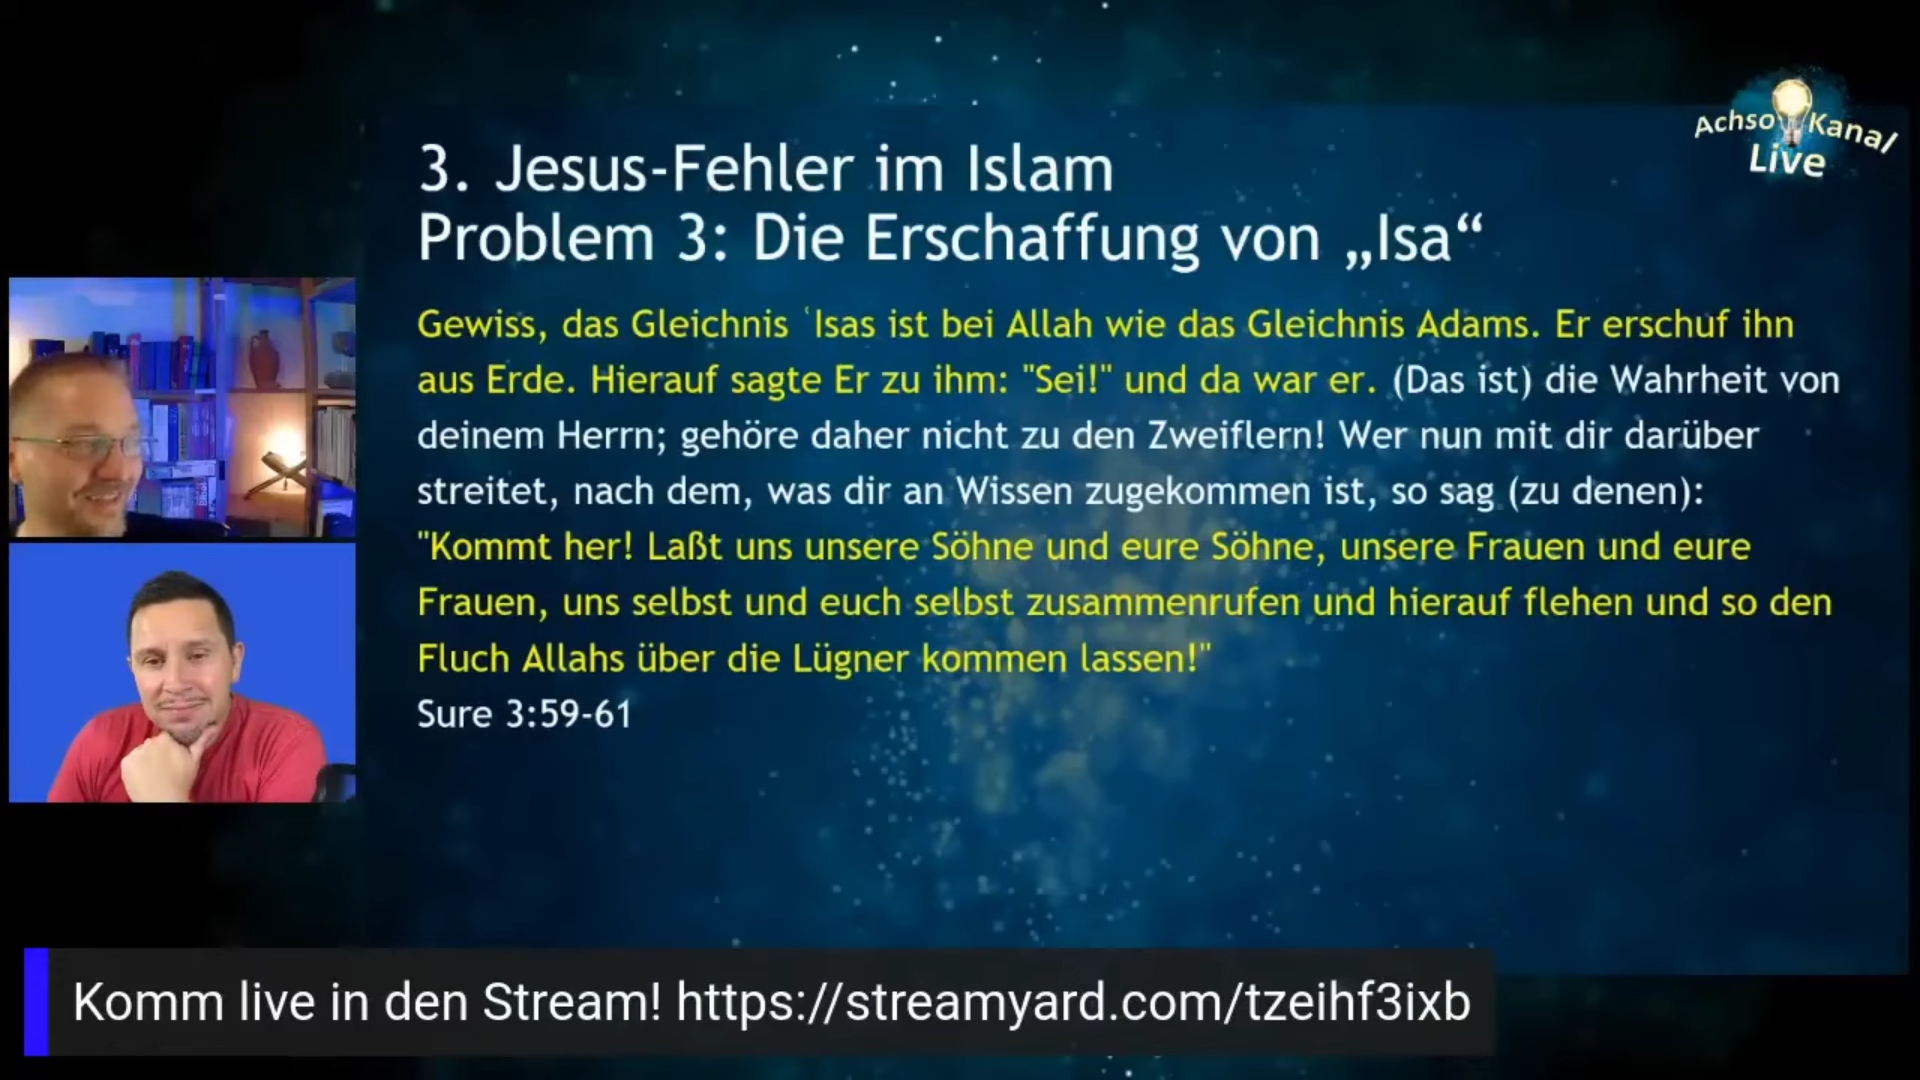 Achso Kanal
Live
3. Jesus-Fehler im Islam
Problem 3: Die Erschaffung von „Isa“
Gewiss, das Gleichnis ʿIsas ist bei Allah wie das Gleichnis Adams. Er erschuf ihn
aus Erde. Hierauf sagte Er zu ihm: "Sei!" und da war er. (Das ist) die Wahrheit von
deinem Herrn; gehöre daher nicht zu den Zweiflern! Wer nun mit dir darüber
streitet, nach dem, was dir an Wissen zugekommen ist, so sag (zu denen):
"Kommt her! Laßt uns unsere Söhne und eure Söhne, unsere Frauen und eure
Frauen, uns selbst und euch selbst zusammenrufen und hierauf flehen und so den
Fluch Allahs über die Lügner kommen lassen!"
Sure 3:59-61
Komm live in den Stream! https://streamyard.com/tzeihf3ixb